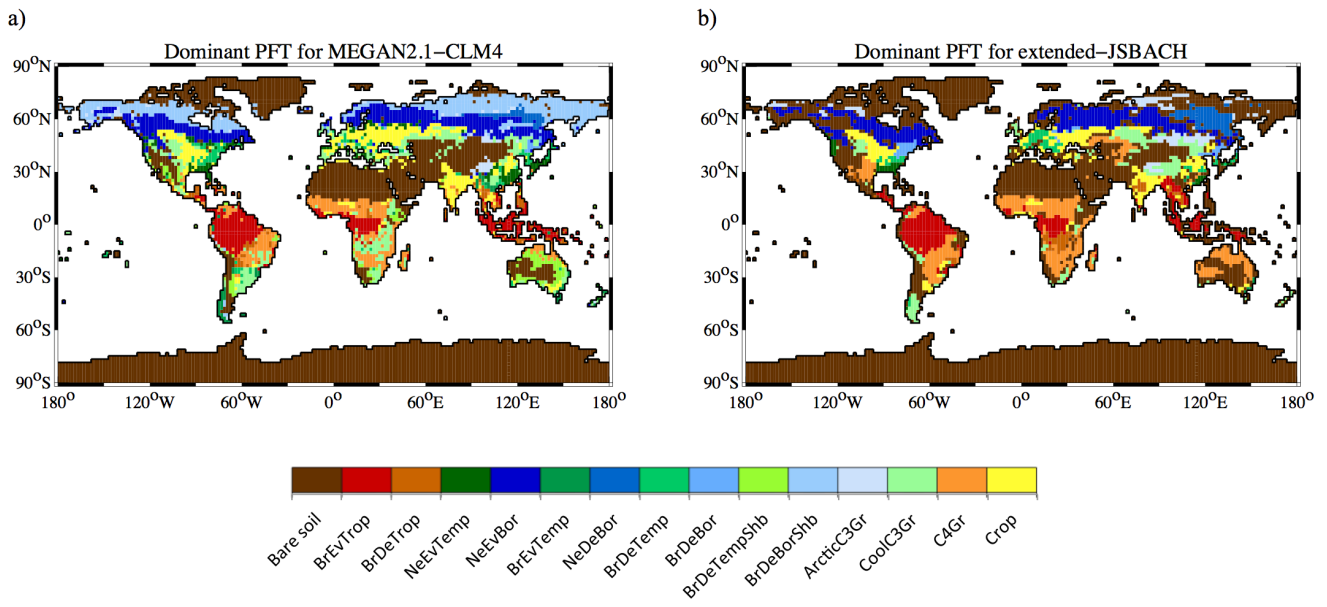 a)
b)
Dominant PFT for MEGAN2.1−CLM4
Dominant PFT for extended−JSBACH
90°N
60°N
30°N
0°
30°S
60°S
90°S
180°
120°W
60°W
0°
60°E
120°E
180°
90°N
60°N
30°N
0°
30°S
60°S
90°S
180°
120°W
60°W
0°
60°E
120°E
180°
Bare soil
BrEvTrop
BrDeTrop
NeEvTemp
NeEvBor
BrEvTemp
NeDeBor
BrDeTemp
BrDeBor
BrDeTempShb
BrDeBorShb
ArcticC3Gr
CoolC3Gr
C4Gr
Crop